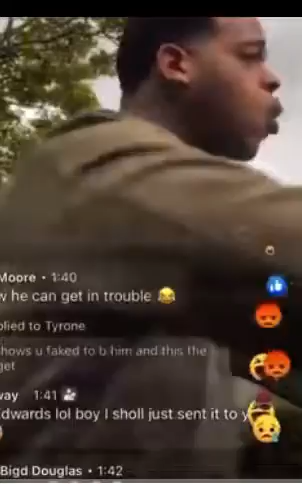 Moore • 1:40
w he can get in trouble 😂
plied to Tyrone
hows u faked to b him and this the
get
way 1:41
dwards lol boy I sholl just sent it to y
Bigd Douglas • 1:42